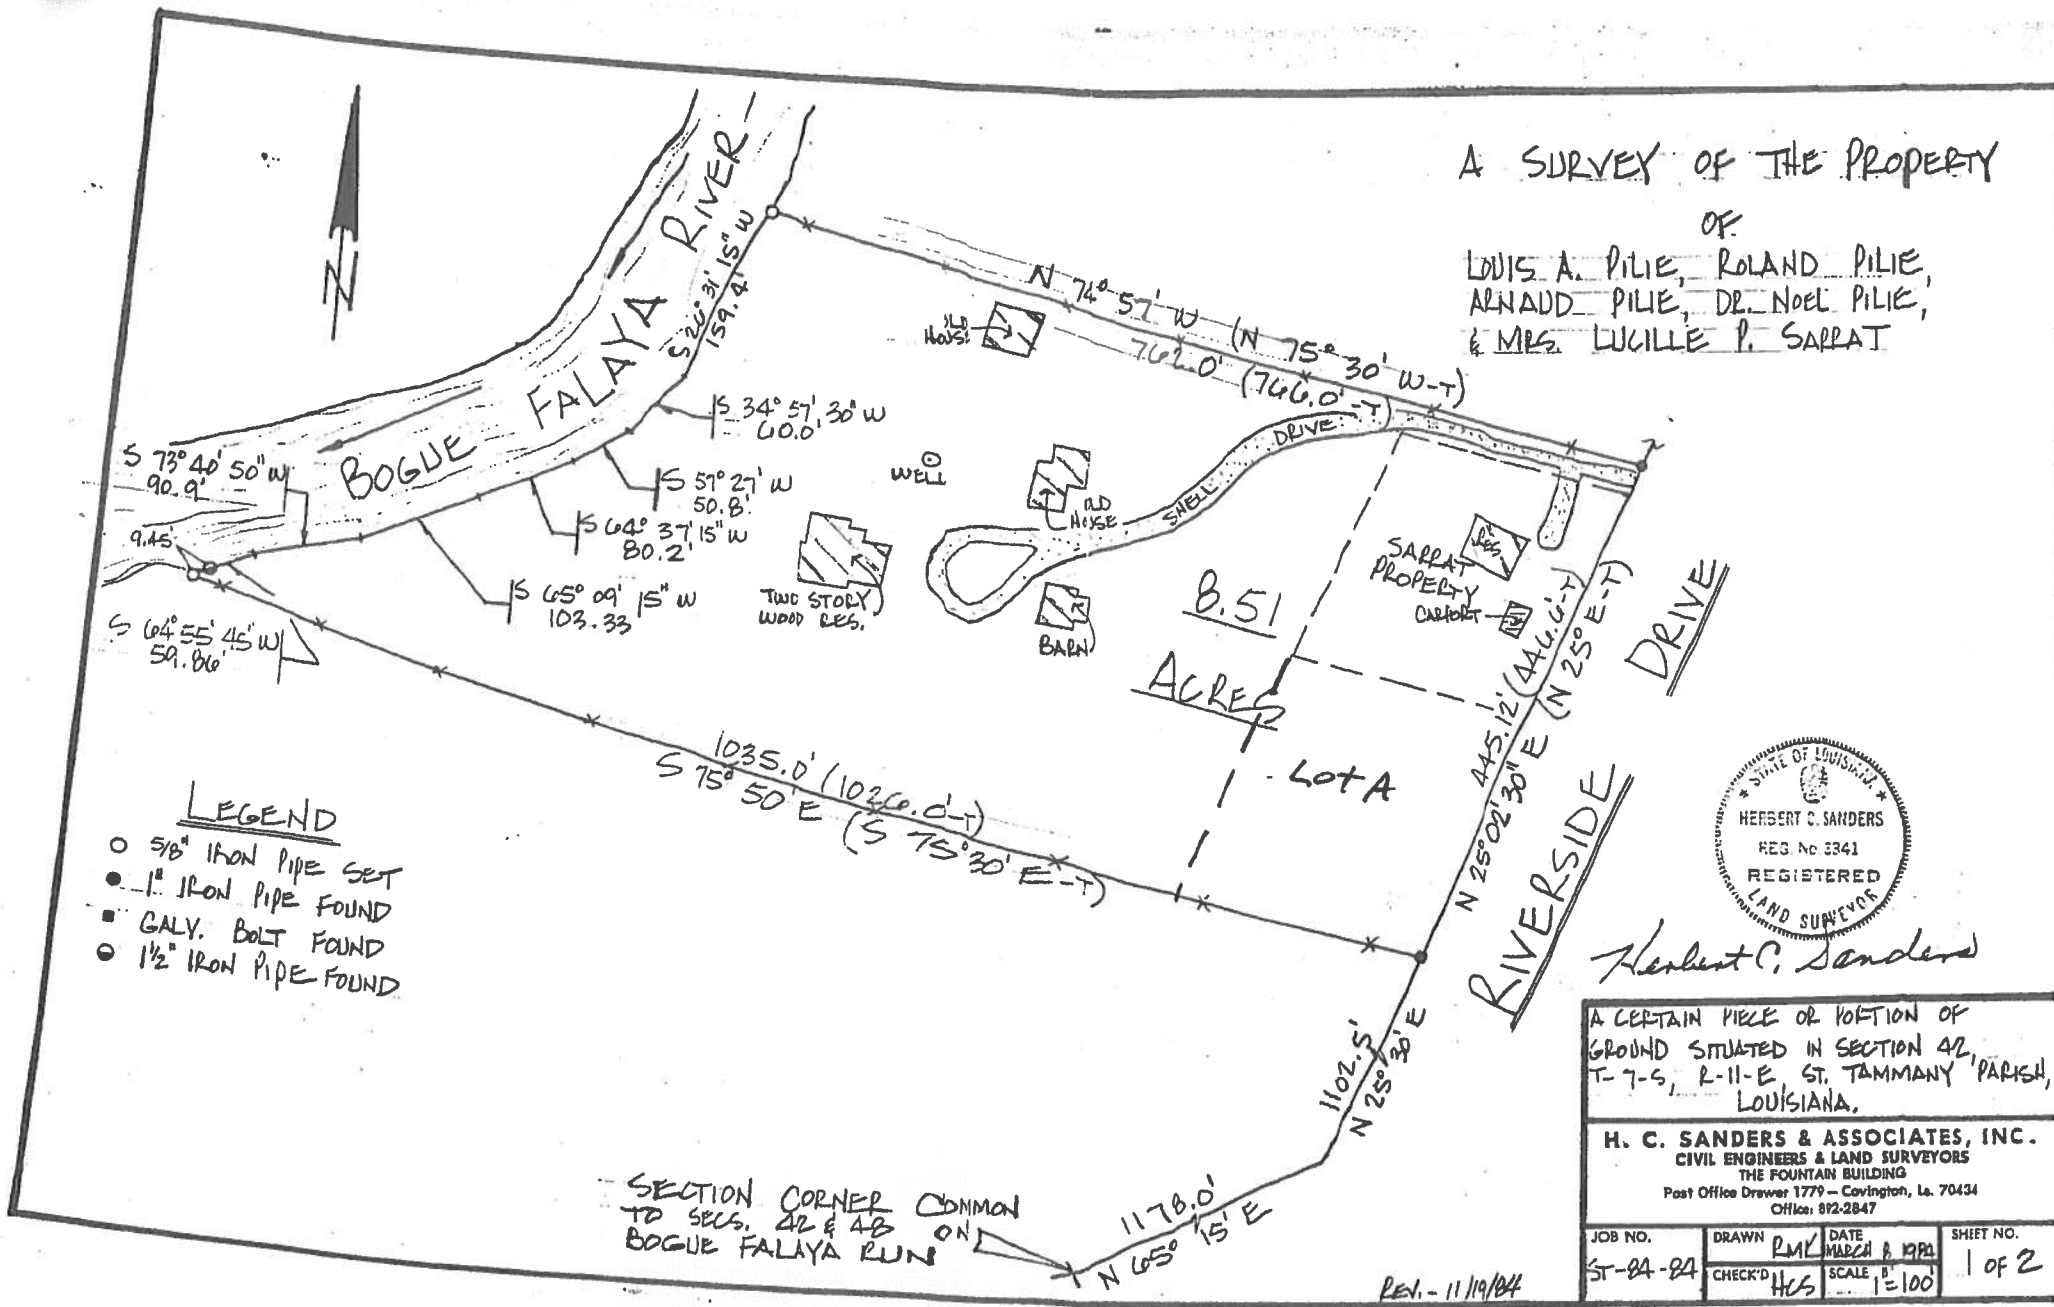 A SURVEY OF THE PROPERTY
OF
LOUIS A. PILIE, ROLAND PILIE,
ARNAUD PILIE, DR. NOEL PILIE,
& MRS. LUCILLE P. SARRAT
N
BOGUE FALAYA RIVER
S 26° 31' 15" W
159.4'
N 74° 57' W (N 75° 30' W-T)
762.0' (766.0'-T)
OLD
HOUSE
S 34° 57' 30" W
60.0'
S 57° 27' W
50.8'
S 64° 37' 15" W
80.2'
S 65° 09' 15" W
103.33
S 73° 40' 50" W
90.9'
9.45'
S 64° 55' 45" W
59.86'
WELL
OLD
HOUSE
SHELL DRIVE
TWO STORY
WOOD RES.
BARN
8.51
ACRES
SARRAT
PROPERTY
RES.
CARPORT
LOT A
445.12' (446.6'-T)
N 25° 02' 30" E (N 25° E-T)
RIVERSIDE DRIVE
1035.0' (1026.0'-T)
S 75° 50' E (S 75° 30' E-T)
1102.5'
N 25° 30' E
1178.0'
N 65° 15' E
SECTION CORNER COMMON
TO SECS. 42 & 48 ON
BOGUE FALAYA RUN
LEGEND
5/8" IRON PIPE SET
1" IRON PIPE FOUND
GALV. BOLT FOUND
1½" IRON PIPE FOUND
STATE OF LOUISIANA
HERBERT C. SANDERS
REG. No 3341
REGISTERED
LAND SURVEYOR
Herbert C. Sanders
A CERTAIN PIECE OR PORTION OF
GROUND SITUATED IN SECTION 42,
T-7-S, R-11-E, ST. TAMMANY PARISH,
LOUISIANA.
H. C. SANDERS & ASSOCIATES, INC.
CIVIL ENGINEERS & LAND SURVEYORS
THE FOUNTAIN BUILDING
Post Office Drawer 1779 – Covington, La. 70434
Office: 892-2847
JOB NO.
ST-84-84
DRAWN RMK
CHECK'D HCS
DATE
MARCH 8, 1984
SCALE 1"=100'
SHEET NO.
1 OF 2
REV. - 11/19/84